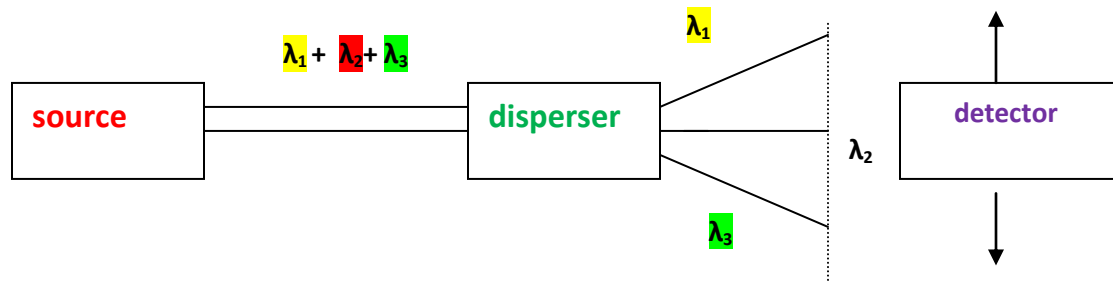 λ₁
λ₁ + λ₂+ λ₃
source
disperser
detector
λ₂
λ₃